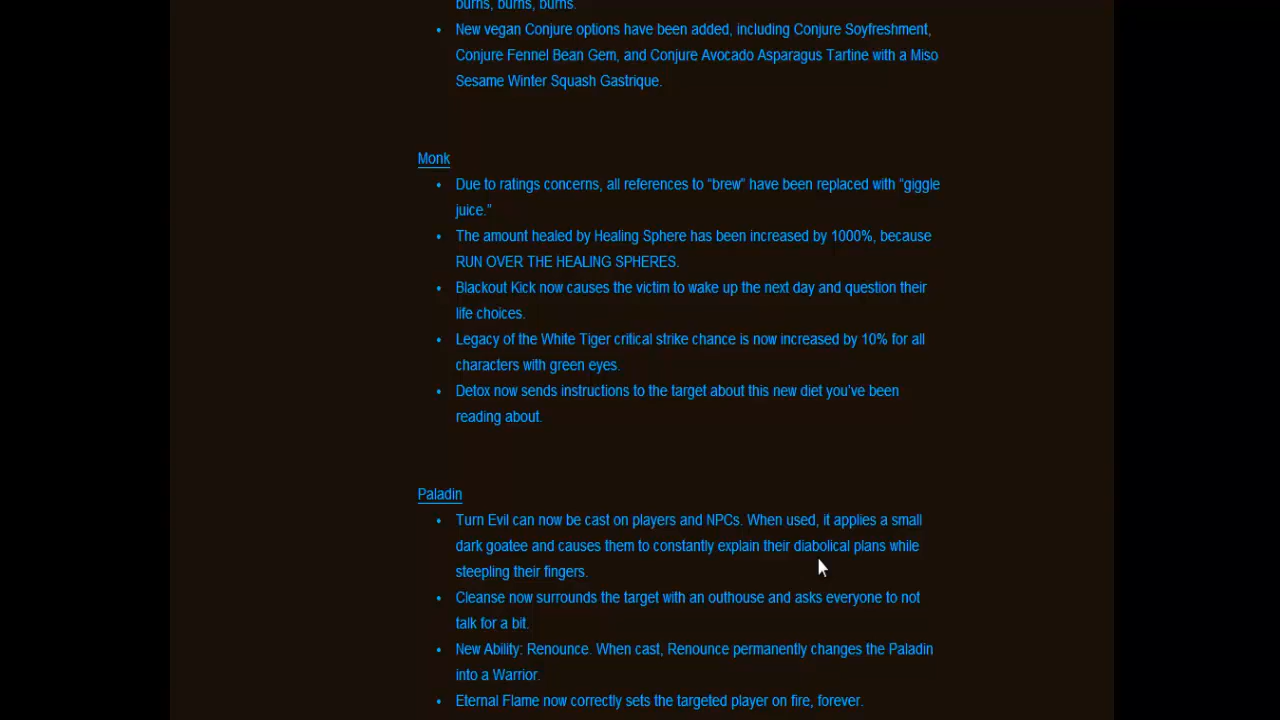 burns, burns, burns.
• New vegan Conjure options have been added, including Conjure Soyfreshment,
Conjure Fennel Bean Gem, and Conjure Avocado Asparagus Tartine with a Miso
Sesame Winter Squash Gastrique.
Monk
• Due to ratings concerns, all references to “brew” have been replaced with “giggle
juice.”
• The amount healed by Healing Sphere has been increased by 1000%, because
RUN OVER THE HEALING SPHERES.
• Blackout Kick now causes the victim to wake up the next day and question their
life choices.
• Legacy of the White Tiger critical strike chance is now increased by 10% for all
characters with green eyes.
• Detox now sends instructions to the target about this new diet you’ve been
reading about.
Paladin
• Turn Evil can now be cast on players and NPCs. When used, it applies a small
dark goatee and causes them to constantly explain their diabolical plans while
steepling their fingers.
• Cleanse now surrounds the target with an outhouse and asks everyone to not
talk for a bit.
• New Ability: Renounce. When cast, Renounce permanently changes the Paladin
into a Warrior.
• Eternal Flame now correctly sets the targeted player on fire, forever.